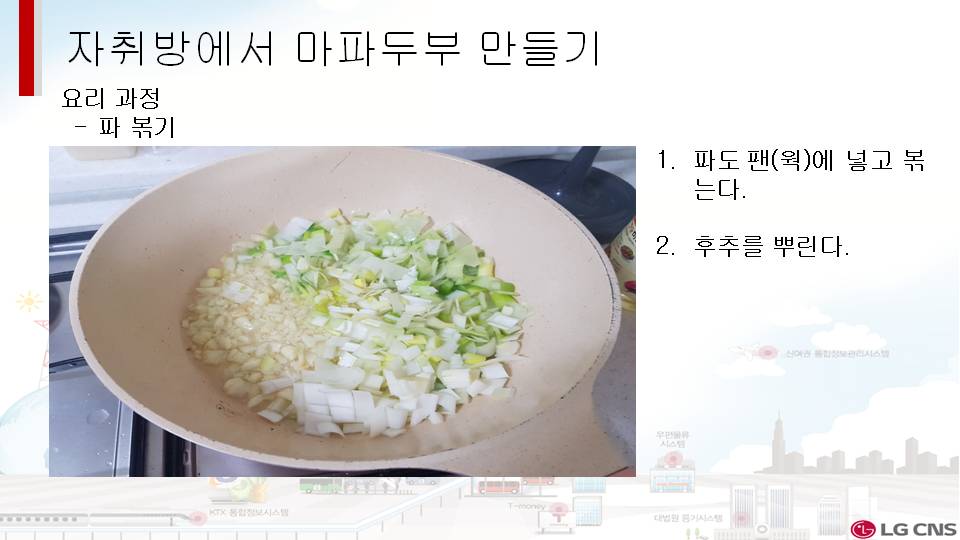 자취방에서 마파두부 만들기
요리 과정
- 파 볶기
1. 파도 팬(웍)에 넣고 볶
는다.
2. 후추를 뿌린다.
신여권 통합정보관리시스템
우편물류
시스템
KTX 통합정보시스템
T-money
대법원 등기시스템
LG CNS